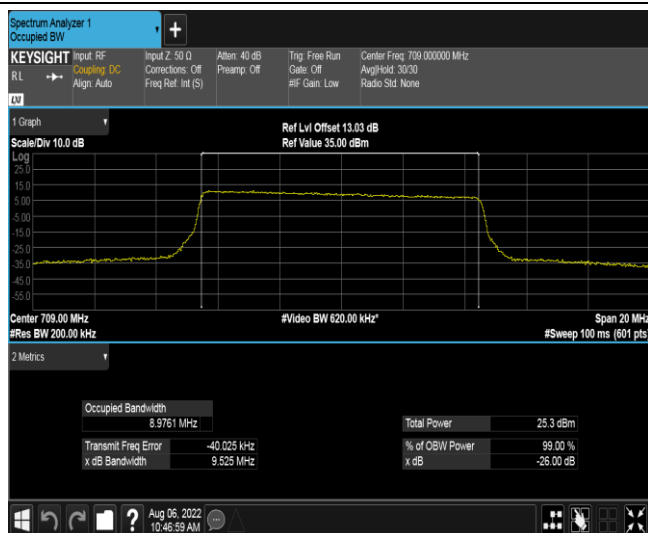 Spectrum Analyzer 1
Occupied BW
+
KEYSIGHT
RL
LXI
Input: RF
Coupling: DC
Align: Auto
Input Z: 50 Ω
Corrections: Off
Freq Ref: Int (S)
Atten: 40 dB
Preamp: Off
Trig: Free Run
Gate: Off
#IF Gain: Low
Center Freq: 709.000000 MHz
Avg|Hold: 30/30
Radio Std: None
1 Graph
Scale/Div 10.0 dB
Ref Lvl Offset 13.03 dB
Ref Value 35.00 dBm
Log
25.0
15.0
5.00
-5.00
-15.0
-25.0
-35.0
-45.0
-55.0
Center 709.00 MHz
#Res BW 200.00 kHz
#Video BW 620.00 kHz*
Span 20 MHz
#Sweep 100 ms (601 pts)
2 Metrics
Occupied Bandwidth
8.9761 MHz
Transmit Freq Error -40.025 kHz
x dB Bandwidth 9.525 MHz
Total Power 25.3 dBm
% of OBW Power 99.00 %
x dB -26.00 dB
?
Aug 06, 2022
10:46:59 AM